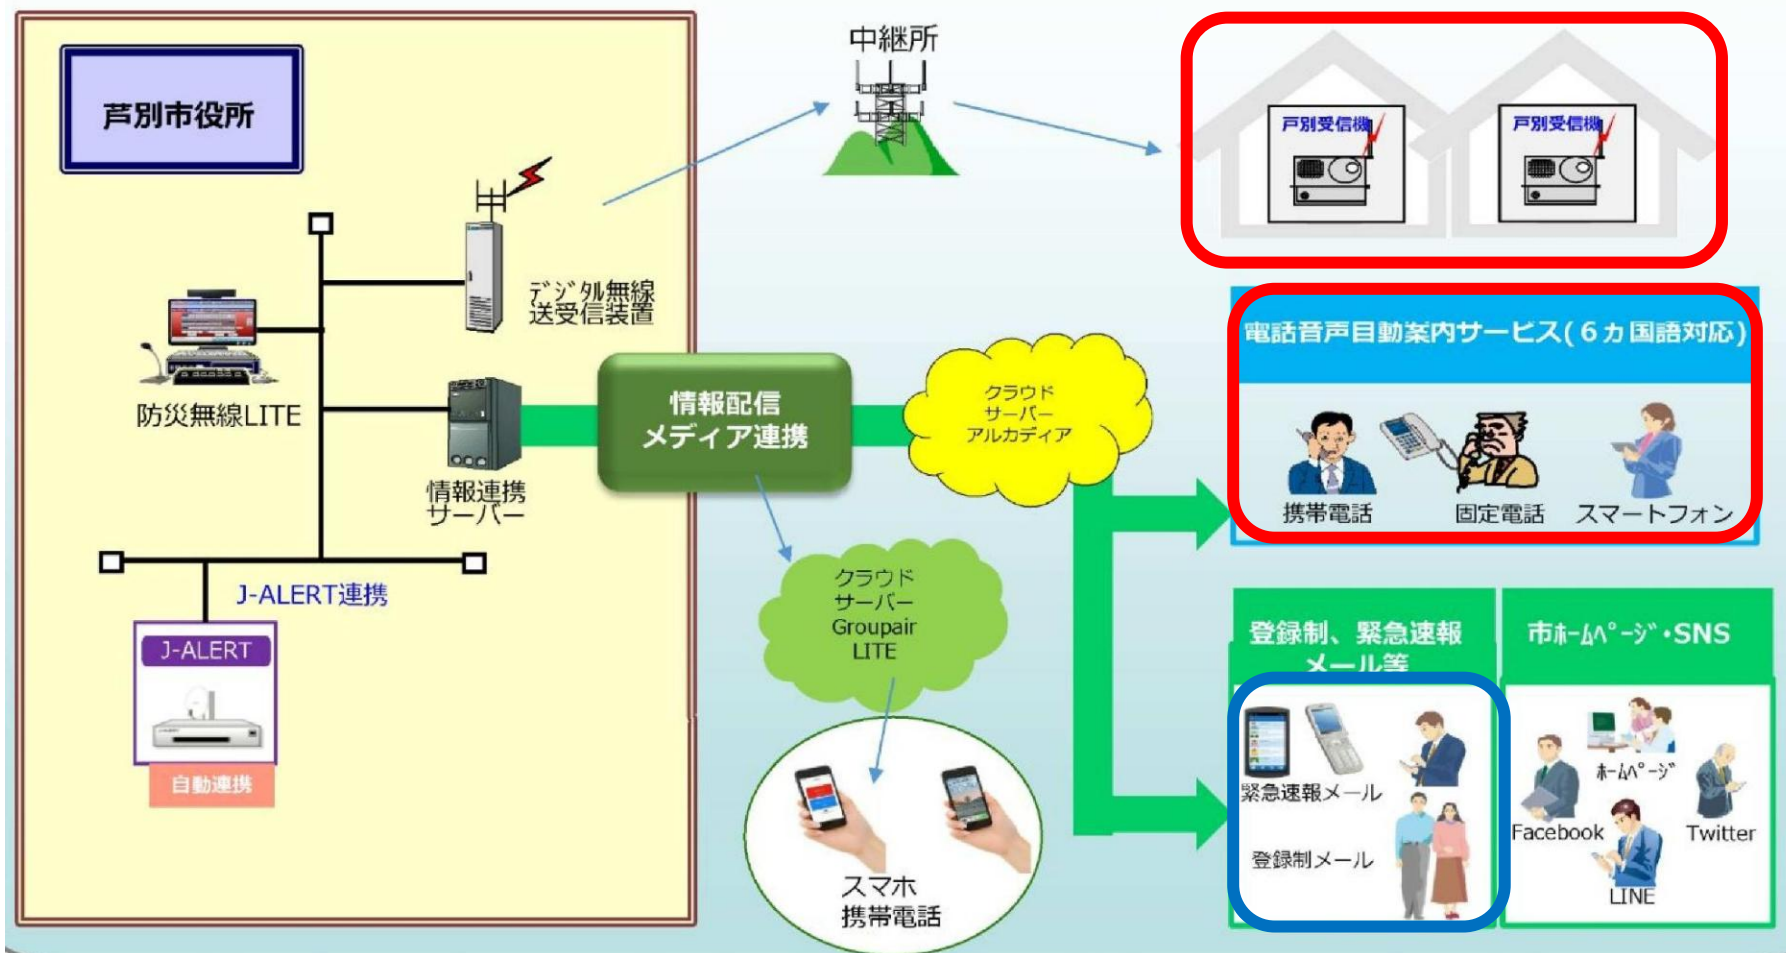 芦別市役所
中継所
戸別受信機
戸別受信機
デジタル無線
送受信装置
防災無線LITE
情報連携
サーバー
情報配信
メディア連携
クラウド
サーバー
アルカディア
電話音声自動案内サービス(６カ国語対応)
携帯電話
固定電話
スマートフォン
J-ALERT連携
J-ALERT
自動連携
クラウド
サーバー
Groupair
LITE
スマホ
携帯電話
登録制、緊急速報
メール等
緊急速報メール
登録制メール
市ﾎｰﾑﾍﾟｰｼﾞ・SNS
ﾎｰﾑﾍﾟｰｼﾞ
Facebook
Twitter
LINE